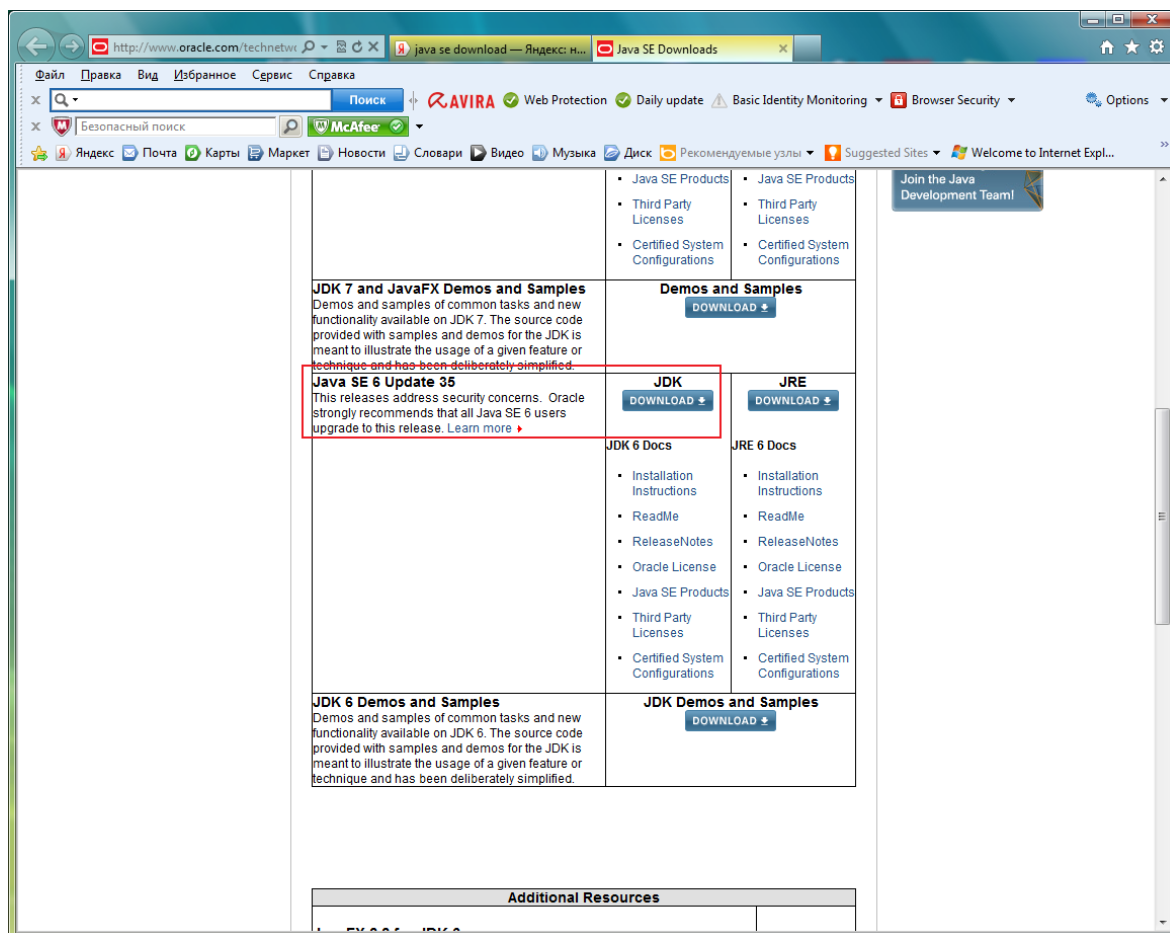 http://www.oracle.com/technetwo
java se download — Яндекс: н...
Java SE Downloads
Файл Правка Вид Избранное Сервис Справка
Поиск
AVIRA
Web Protection
Daily update
Basic Identity Monitoring
Browser Security
Options
Безопасный поиск
McAfee
Яндекс Почта Карты Маркет Новости Словари Видео Музыка Диск Рекомендуемые узлы Suggested Sites Welcome to Internet Expl...
Java SE Products
Third Party
Licenses
Certified System
Configurations
Java SE Products
Third Party
Licenses
Certified System
Configurations
Join the Java
Development Team!
JDK 7 and JavaFX Demos and Samples
Demos and samples of common tasks and new
functionality available on JDK 7. The source code
provided with samples and demos for the JDK is
meant to illustrate the usage of a given feature or
technique and has been deliberately simplified.
Demos and Samples
DOWNLOAD
Java SE 6 Update 35
This releases address security concerns. Oracle
strongly recommends that all Java SE 6 users
upgrade to this release. Learn more
JDK
DOWNLOAD
JRE
DOWNLOAD
JDK 6 Docs
Installation
Instructions
ReadMe
ReleaseNotes
Oracle License
Java SE Products
Third Party
Licenses
Certified System
Configurations
JRE 6 Docs
Installation
Instructions
ReadMe
ReleaseNotes
Oracle License
Java SE Products
Third Party
Licenses
Certified System
Configurations
JDK 6 Demos and Samples
Demos and samples of common tasks and new
functionality available on JDK 6. The source code
provided with samples and demos for the JDK is
meant to illustrate the usage of a given feature or
technique and has been deliberately simplified.
JDK Demos and Samples
DOWNLOAD
Additional Resources